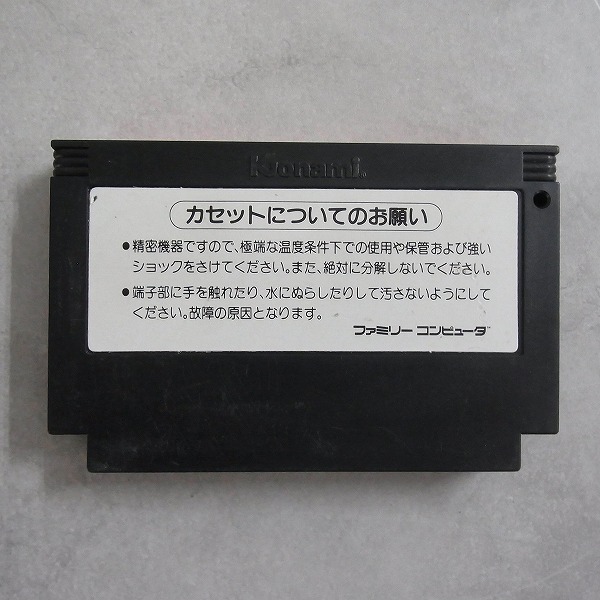 Konami
カセットについてのお願い
●精密機器ですので、極端な温度条件下での使用や保管および強い
ショックをさけてください。また、絶対に分解しないでください。
●端子部に手を触れたり、水にぬらしたりして汚さないようにして
ください。故障の原因となります。
ファミリー コンピュータ™